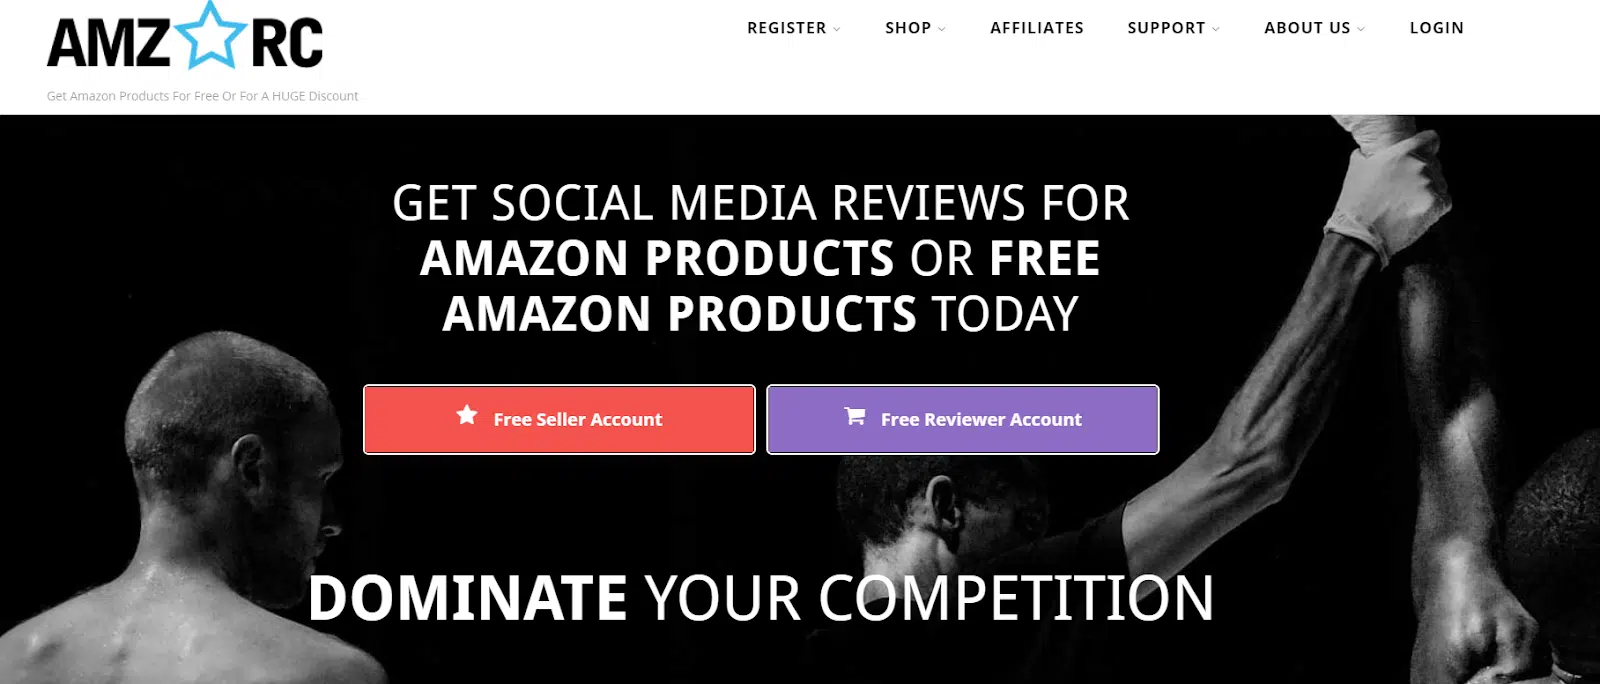 AMZ RC
REGISTER
SHOP
AFFILIATES
SUPPORT
ABOUT US
LOGIN
Get Amazon Products For Free Or For A HUGE Discount
GET SOCIAL MEDIA REVIEWS FOR
AMAZON PRODUCTS OR FREE
AMAZON PRODUCTS TODAY
Free Seller Account
Free Reviewer Account
DOMINATE YOUR COMPETITION